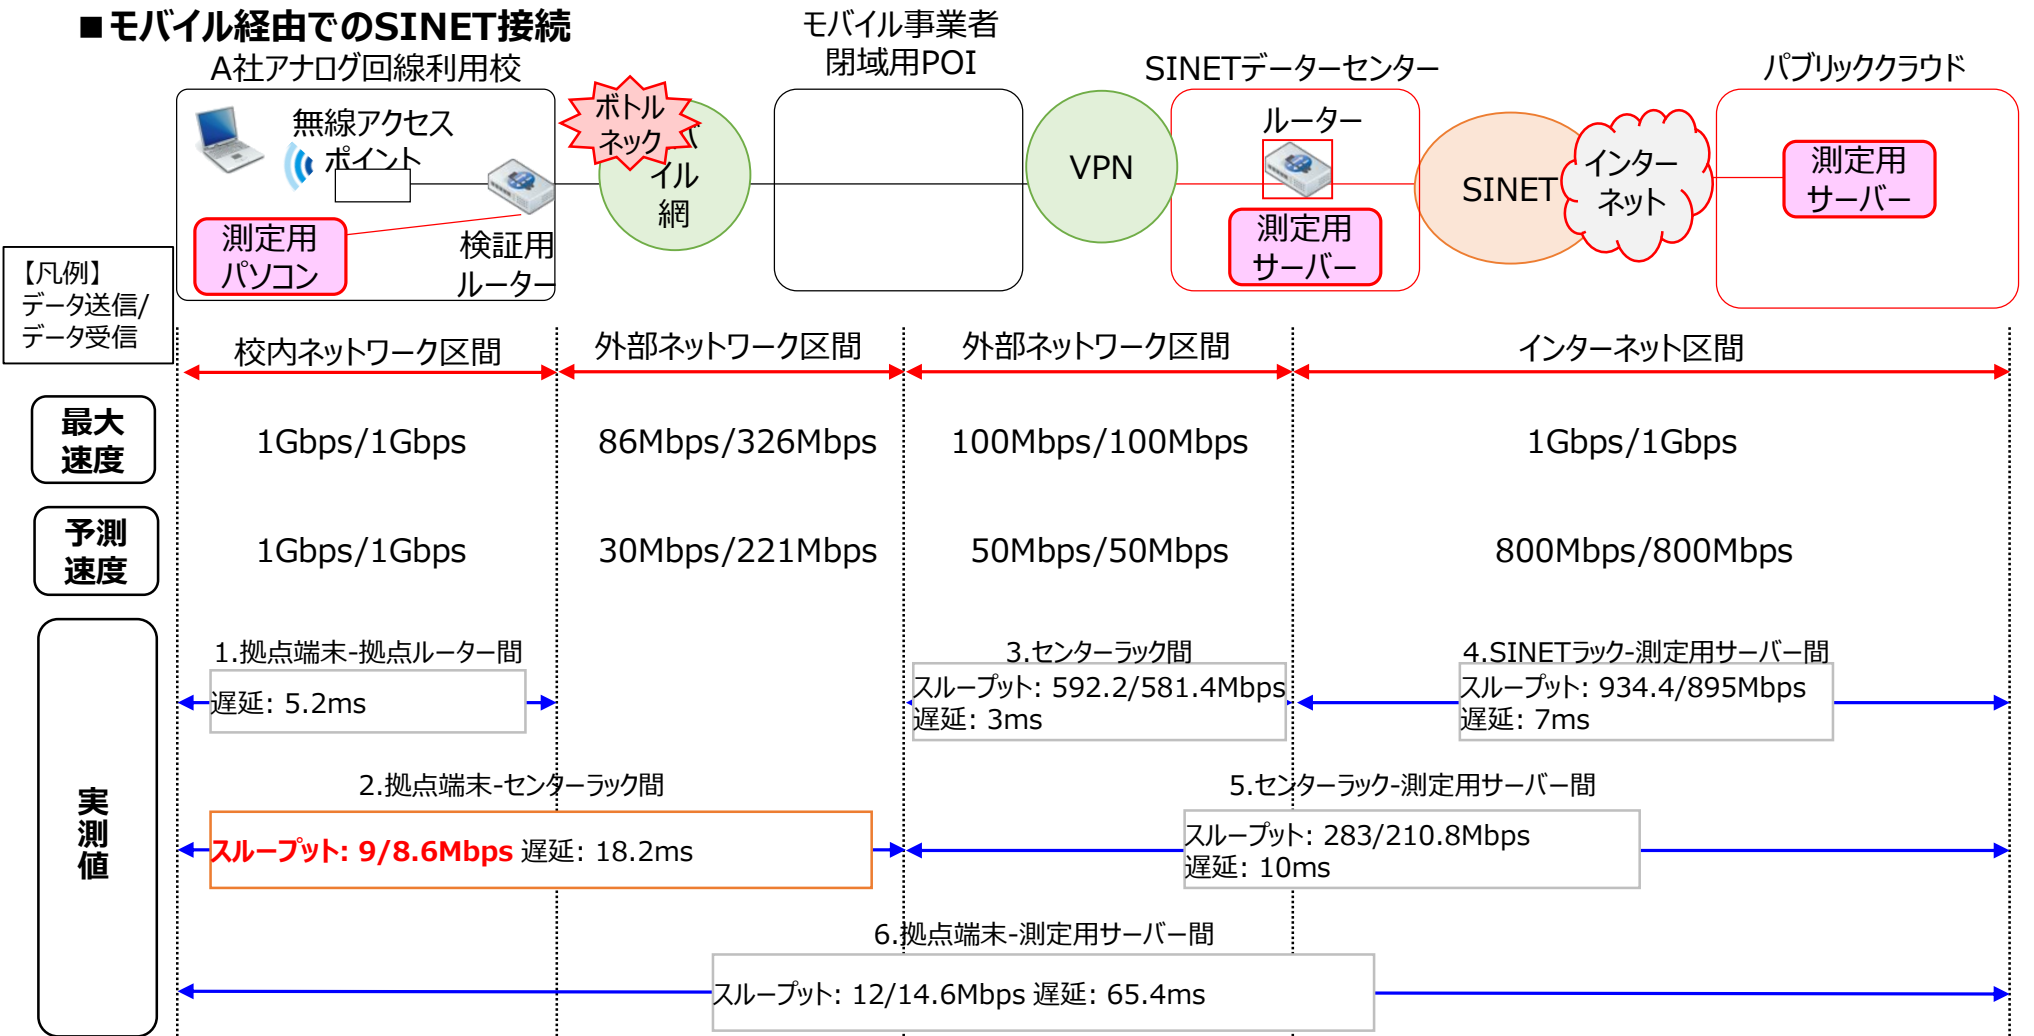 ■モバイル経由でのSINET接続
モバイル事業者
閉域用POI
A社アナログ回線利用校
SINETデーターセンター
パブリッククラウド
無線アクセス
ポイント
ボトル
ネック
イル
網
VPN
ルーター
SINET
インター
ネット
測定用
サーバー
測定用
パソコン
検証用
ルーター
測定用
サーバー
【凡例】
データ送信/
データ受信
校内ネットワーク区間
外部ネットワーク区間
外部ネットワーク区間
インターネット区間
最大
速度
1Gbps/1Gbps
86Mbps/326Mbps
100Mbps/100Mbps
1Gbps/1Gbps
予測
速度
1Gbps/1Gbps
30Mbps/221Mbps
50Mbps/50Mbps
800Mbps/800Mbps
実測値
1.拠点端末-拠点ルーター間
遅延: 5.2ms
3.センターラック間
スループット: 592.2/581.4Mbps
遅延: 3ms
4.SINETラック-測定用サーバー間
スループット: 934.4/895Mbps
遅延: 7ms
2.拠点端末-センターラック間
スループット: 9/8.6Mbps 遅延: 18.2ms
5.センターラック-測定用サーバー間
スループット: 283/210.8Mbps
遅延: 10ms
6.拠点端末-測定用サーバー間
スループット: 12/14.6Mbps 遅延: 65.4ms